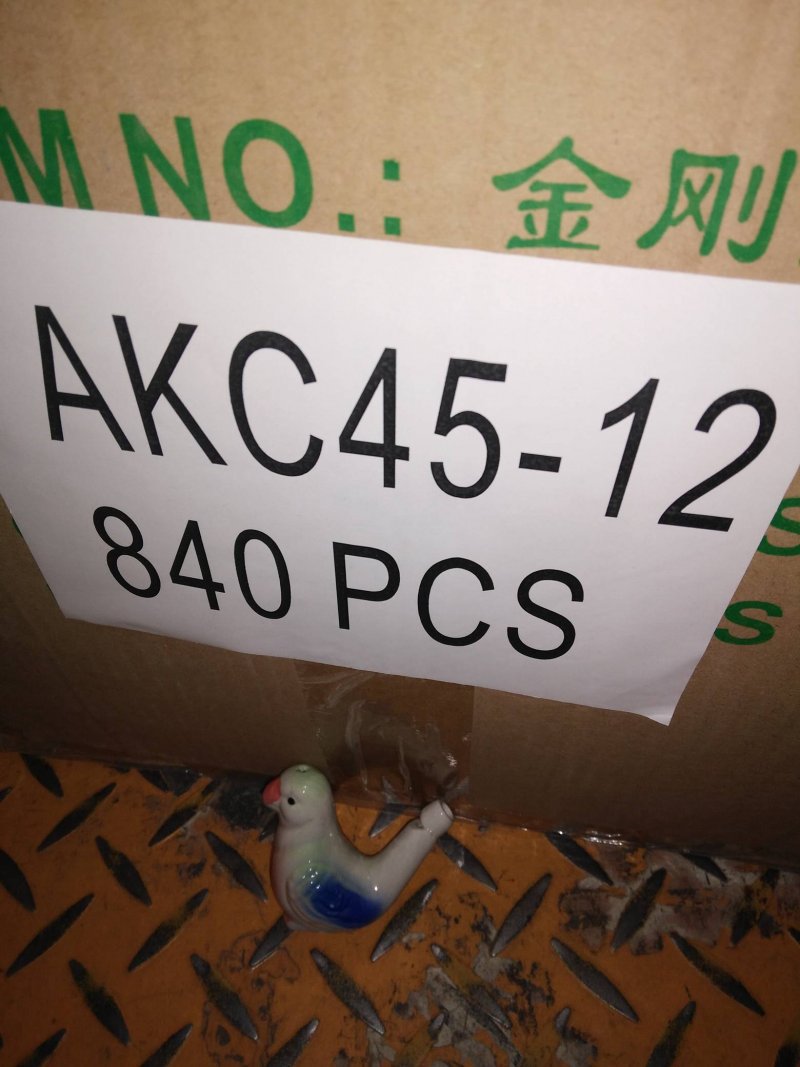 M NO.: 金刚
AKC45-12
840 PCS
s
s